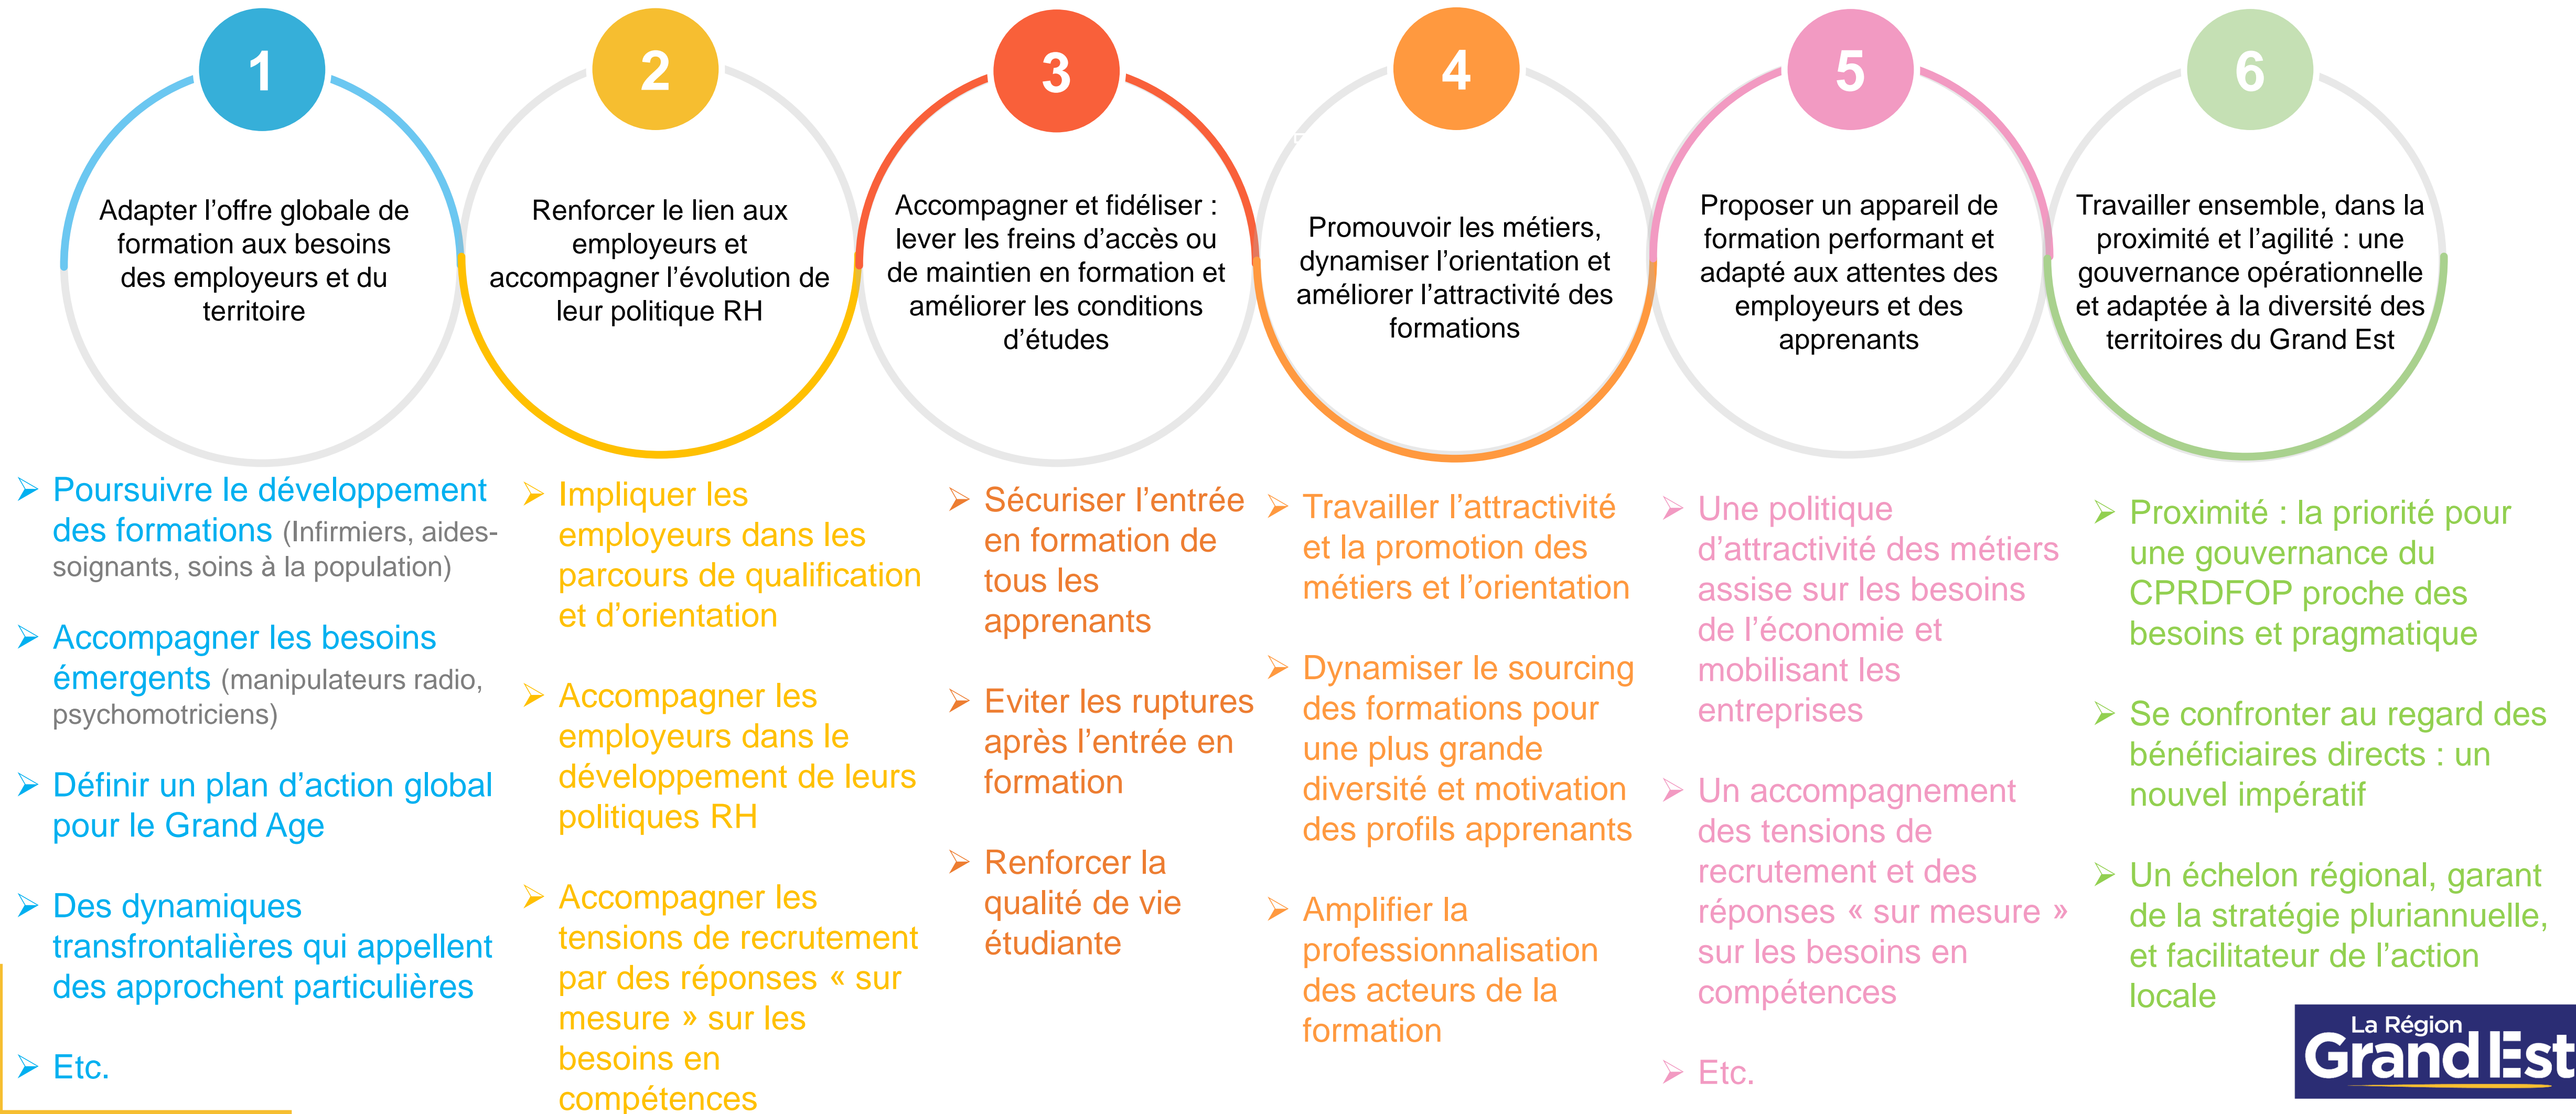 1
Adapter l’offre globale de
formation aux besoins
des employeurs et du
territoire
Poursuivre le développement
des formations (Infirmiers, aides-
soignants, soins à la population)
Accompagner les besoins
émergents (manipulateurs radio,
psychomotriciens)
Définir un plan d’action global
pour le Grand Age
Des dynamiques
transfrontalières qui appellent
des approchent particulières
Etc.
2
Renforcer le lien aux
employeurs et
accompagner l’évolution de
leur politique RH
Impliquer les
employeurs dans les
parcours de qualification
et d’orientation
Accompagner les
employeurs dans le
développement de leurs
politiques RH
Accompagner les
tensions de recrutement
par des réponses « sur
mesure » sur les
besoins en
compétences
3
Accompagner et fidéliser :
lever les freins d’accès ou
de maintien en formation et
améliorer les conditions
d’études
Sécuriser l’entrée
en formation de
tous les
apprenants
Eviter les ruptures
après l’entrée en
formation
Renforcer la
qualité de vie
étudiante
4
Promouvoir les métiers,
dynamiser l’orientation et
améliorer l’attractivité des
formations
Travailler l’attractivité
et la promotion des
métiers et l’orientation
Dynamiser le sourcing
des formations pour
une plus grande
diversité et motivation
des profils apprenants
Amplifier la
professionnalisation
des acteurs de la
formation
5
Proposer un appareil de
formation performant et
adapté aux attentes des
employeurs et des
apprenants
Une politique
d’attractivité des métiers
assise sur les besoins
de l’économie et
mobilisant les
entreprises
Un accompagnement
des tensions de
recrutement et des
réponses « sur mesure »
sur les besoins en
compétences
Etc.
6
Travailler ensemble, dans la
proximité et l’agilité : une
gouvernance opérationnelle
et adaptée à la diversité des
territoires du Grand Est
Proximité : la priorité pour
une gouvernance du
CPRDFOP proche des
besoins et pragmatique
Se confronter au regard des
bénéficiaires directs : un
nouvel impératif
Un échelon régional, garant
de la stratégie pluriannuelle,
et facilitateur de l’action
locale
La Région
Grand Est